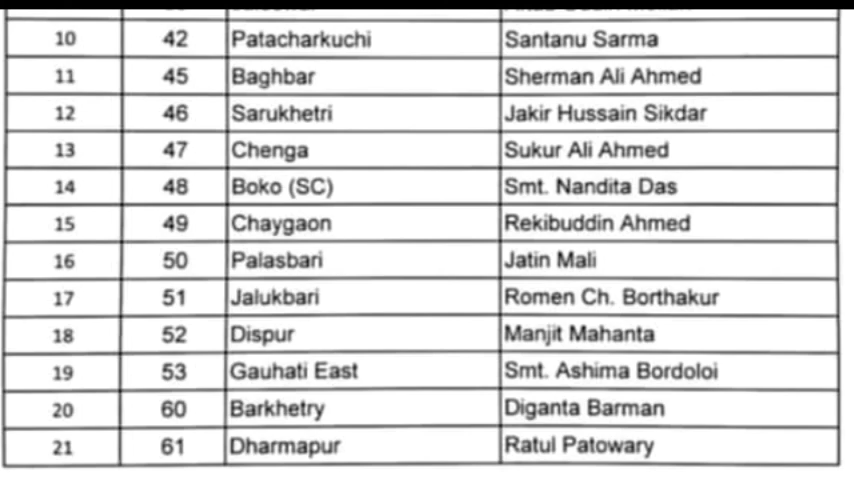 10 42 Patacharkuchi Santanu Sarma
11 45 Baghbar Sherman Ali Ahmed
12 46 Sarukhetri Jakir Hussain Sikdar
13 47 Chenga Sukur Ali Ahmed
14 48 Boko (SC) Smt. Nandita Das
15 49 Chaygaon Rekibuddin Ahmed
16 50 Palasbari Jatin Mali
17 51 Jalukbari Romen Ch. Borthakur
18 52 Dispur Manjit Mahanta
19 53 Gauhati East Smt. Ashima Bordoloi
20 60 Barkhetry Diganta Barman
21 61 Dharmapur Ratul Patowary